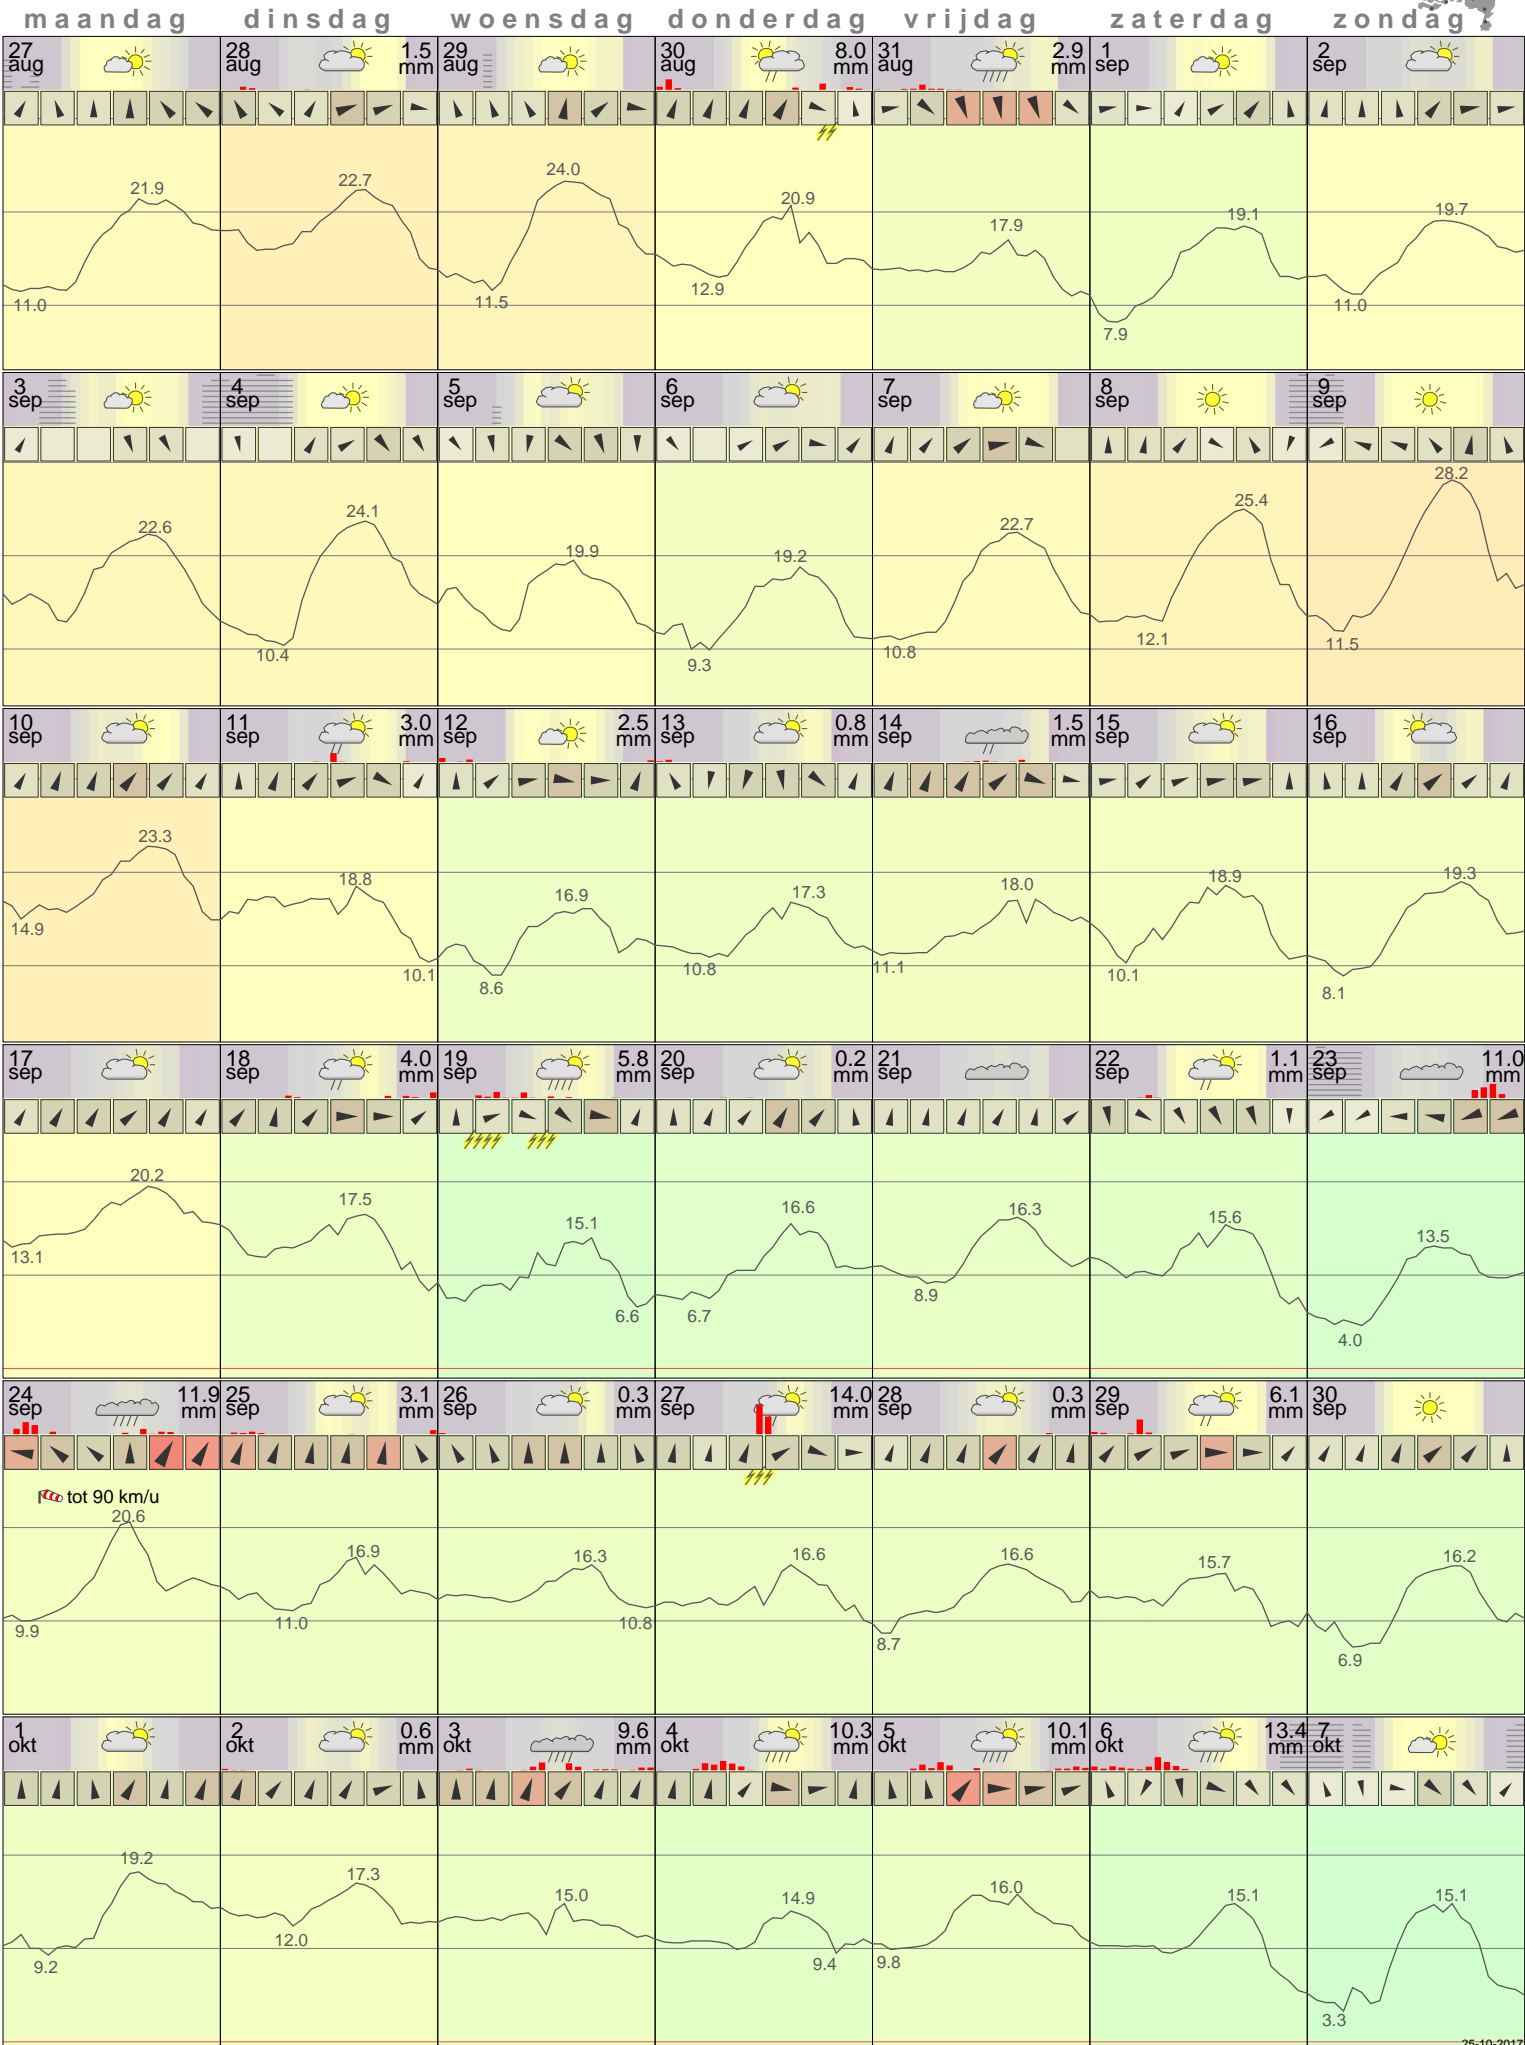 maandag dinsdag woensdag donderdag vrijdag zaterdag zondag
27 aug
28 aug 1.5 mm
29 aug
30 aug 8.0 mm
31 aug 2.9 mm
1 sep
2 sep
21.9 22.7 24.0 20.9 17.9 19.1 19.7
11.0 11.5 12.9 7.9 11.0
3 sep
4 sep
5 sep
6 sep
7 sep
8 sep
9 sep
22.6 24.1 19.9 19.2 22.7 25.4 28.2
10.4 9.3 10.8 12.1 11.5
10 sep
11 sep 3.0 mm
12 sep 2.5 mm
13 sep 0.8 mm
14 sep 1.5 mm
15 sep
16 sep
23.3 18.8 16.9 17.3 18.0 18.9 19.3
14.9 10.1 8.6 10.8 11.1 10.1 8.1
17 sep
18 sep 4.0 mm
19 sep 5.8 mm
20 sep 0.2 mm
21 sep
22 sep 1.1 mm
23 sep 11.0 mm
20.2 17.5 15.1 16.6 16.3 15.6 13.5
13.1 6.6 6.7 8.9 4.0
24 sep 11.9 mm
25 sep 3.1 mm
26 sep 0.3 mm
27 sep 14.0 mm
28 sep 0.3 mm
29 sep 6.1 mm
30 sep
tot 90 km/u
20.6 16.9 16.3 16.6 16.6 15.7 16.2
9.9 11.0 10.8 8.7 6.9
1 okt
2 okt 0.6 mm
3 okt 9.6 mm
4 okt 10.3 mm
5 okt 10.1 mm
6 okt 13.4 mm
7 okt
19.2 17.3 15.0 14.9 16.0 15.1 15.1
9.2 12.0 9.4 9.8 3.3
25-10-2017